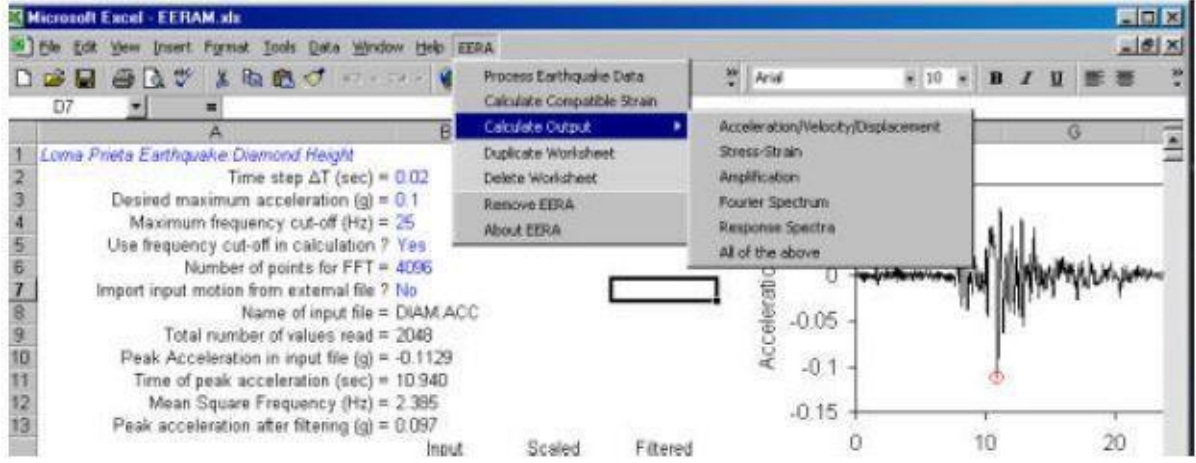 Microsoft Excel - EERAM.xls
File Edit View Insert Format Tools Data Window Help EERA
Arial 10 B I U
D7 =
Process Earthquake Data
Calculate Compatible Strain
Calculate Output
Duplicate Worksheet
Delete Worksheet
Remove EERA
About EERA
Acceleration/Velocity/Displacement
Stress-Strain
Amplification
Fourier Spectrum
Response Spectra
All of the above
A B G
1 Loma Prieta Earthquake Diamond Height
2 Time step ΔT (sec) = 0.02
3 Desired maximum acceleration (g) = 0.1
4 Maximum frequency cut-off (Hz) = 25
5 Use frequency cut-off in calculation ? Yes
6 Number of points for FFT = 4096
7 Import input motion from external file ? No
8 Name of input file = DIAM.ACC
9 Total number of values read = 2048
10 Peak Acceleration in input file (g) = -0.1129
11 Time of peak acceleration (sec) = 10.940
12 Mean Square Frequency (Hz) = 2.385
13 Peak acceleration after filtering (g) = 0.097
Input Scaled Filtered
Acceleratio
0
-0.05
-0.1
-0.15
0 10 20